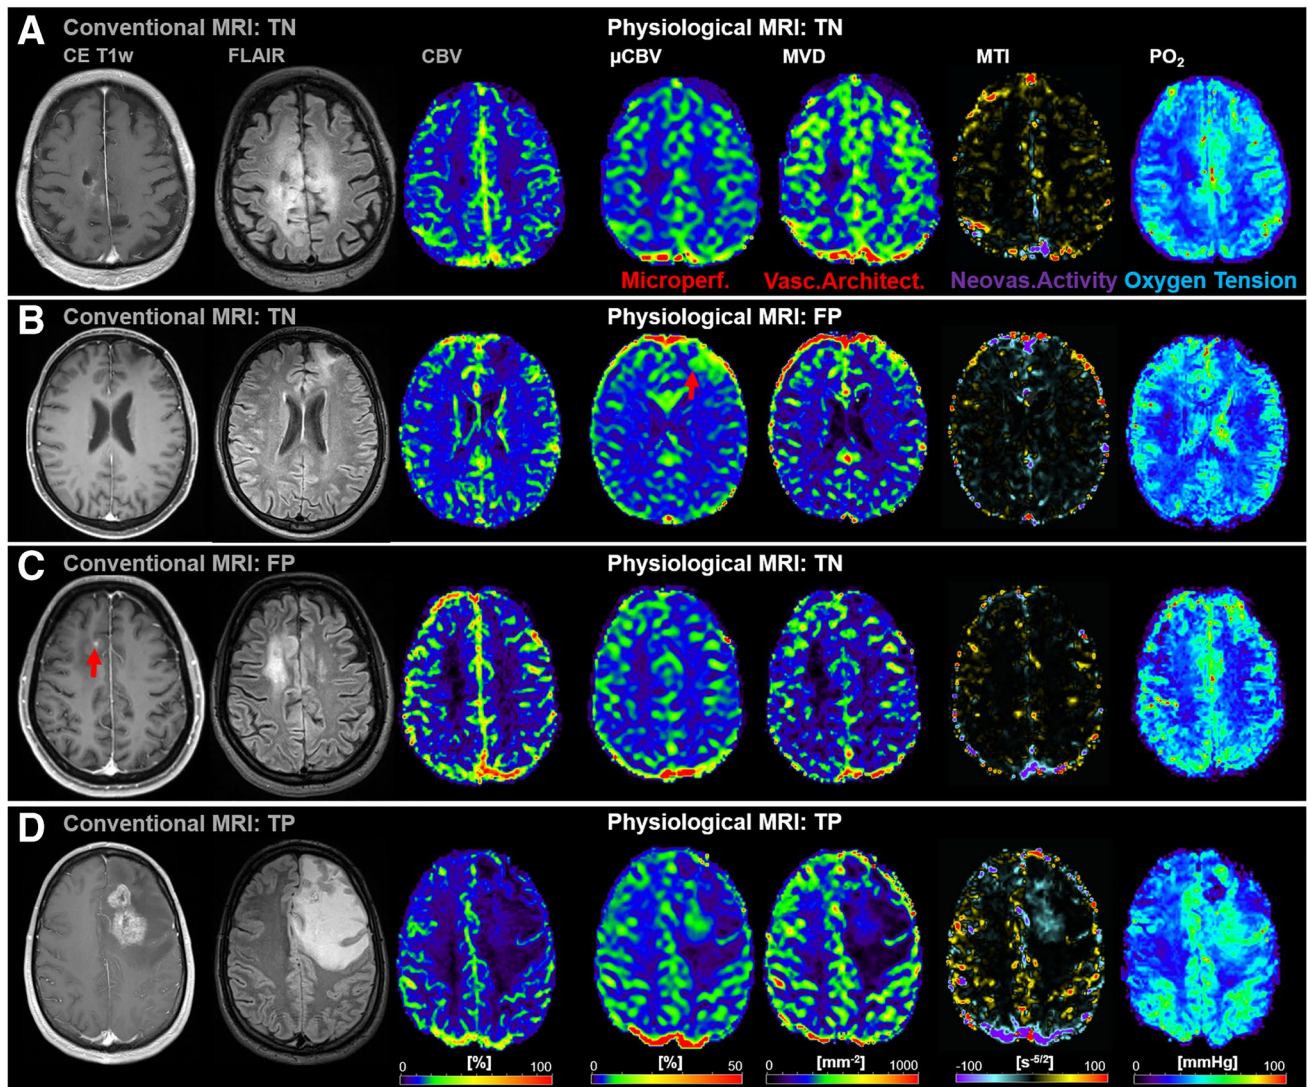 A Conventional MRI: TN Physiological MRI: TN
CE T1w FLAIR CBV µCBV MVD MTI PO₂
Microperf. Vasc.Architect. Neovas.Activity Oxygen Tension
B Conventional MRI: TN Physiological MRI: FP
C Conventional MRI: FP Physiological MRI: TN
D Conventional MRI: TP Physiological MRI: TP
0 [%] 100 0 [%] 50 0 [mm⁻²] 1000 -100 [s⁻⁵/²] 100 0 [mmHg] 100